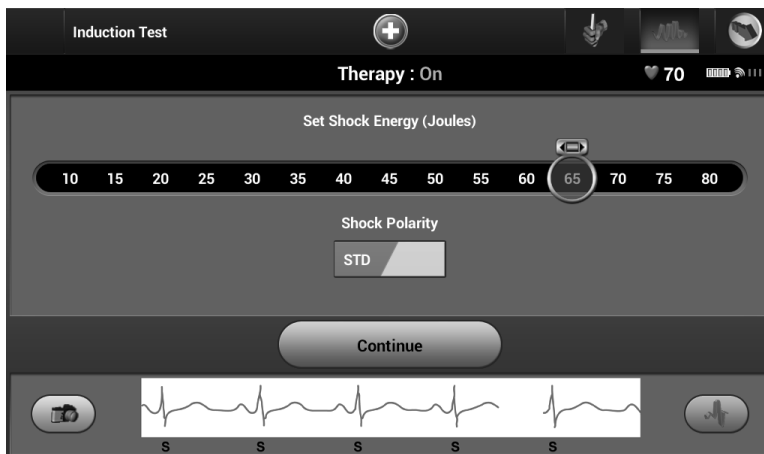 Induction Test
Therapy : On
70
Set Shock Energy (Joules)
10 15 20 25 30 35 40 45 50 55 60 65 70 75 80
Shock Polarity
STD
Continue
S S S S S